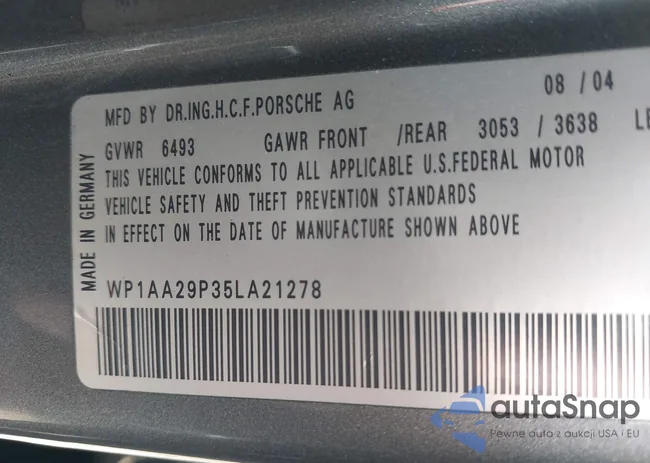 MFD BY DR.ING.H.C.F.PORSCHE AG 08 / 04
GVWR 6493 GAWR FRONT /REAR 3053 / 3638
THIS VEHICLE CONFORMS TO ALL APPLICABLE U.S.FEDERAL MOTOR
VEHICLE SAFETY AND THEFT PREVENTION STANDARDS
IN EFFECT ON THE DATE OF MANUFACTURE SHOWN ABOVE
MADE IN GERMANY
WP1AA29P35LA21278
autaSnap
Pewne auta z aukcji USA i EU